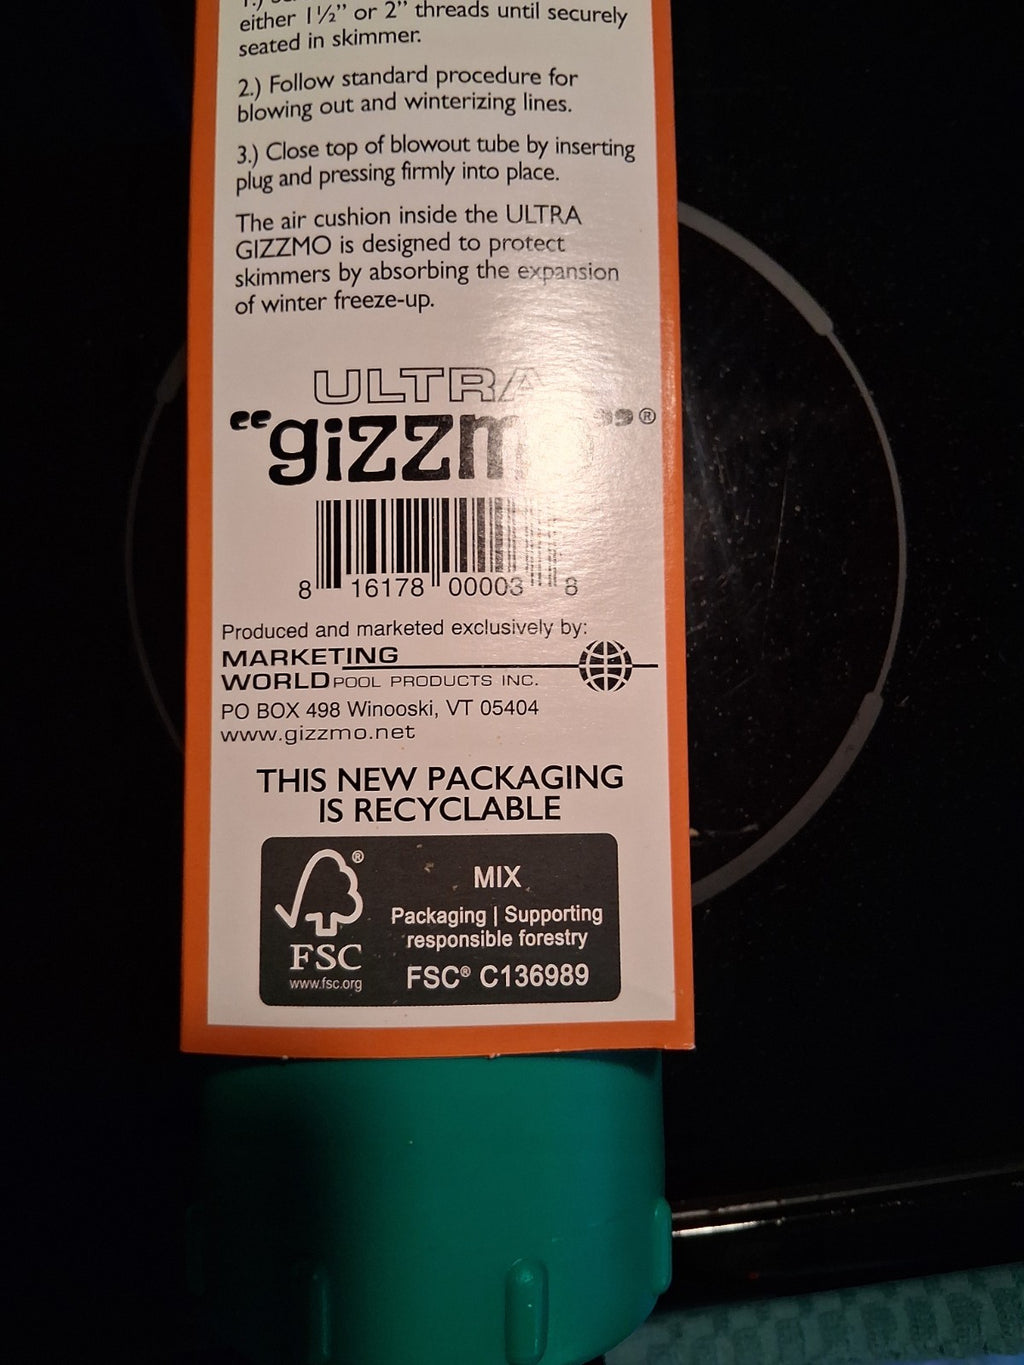 either 1½” or 2” threads until securely
seated in skimmer.
2.) Follow standard procedure for
blowing out and winterizing lines.
3.) Close top of blowout tube by inserting
plug and pressing firmly into place.
The air cushion inside the ULTRA
GIZZMO is designed to protect
skimmers by absorbing the expansion
of winter freeze-up.
ULTRA
“gizzmo”®
8 16178 00003 8
Produced and marketed exclusively by:
MARKETING
WORLD POOL PRODUCTS INC.
PO BOX 498 Winooski, VT 05404
www.gizzmo.net
THIS NEW PACKAGING
IS RECYCLABLE
®
MIX
Packaging | Supporting
responsible forestry
FSC
www.fsc.org
FSC® C136989